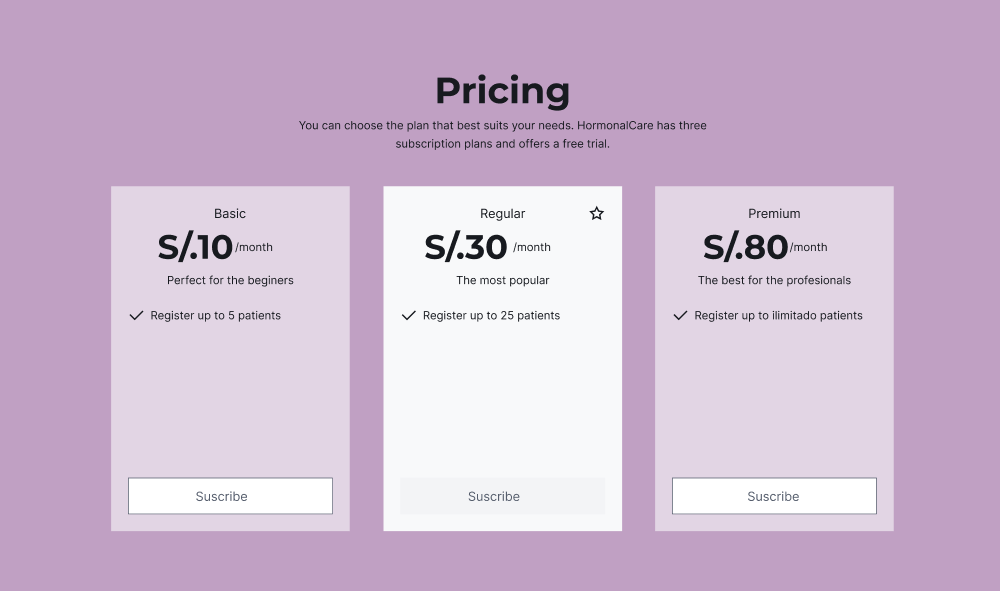 Pricing
You can choose the plan that best suits your needs. HormonalCare has three
subscription plans and offers a free trial.
Basic
S/.10 /month
Perfect for the beginers
Register up to 5 patients
Suscribe
Regular
S/.30 /month
The most popular
Register up to 25 patients
Suscribe
Premium
S/.80 /month
The best for the profesionals
Register up to ilimitado patients
Suscribe